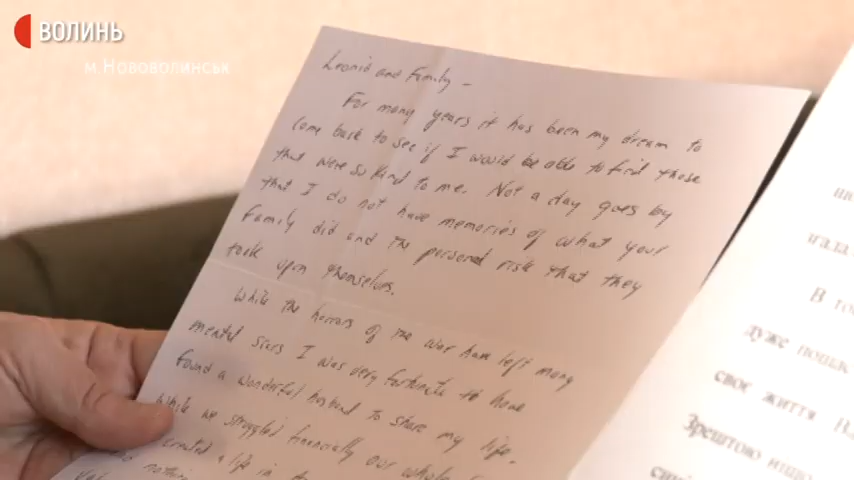 ВОЛИНЬ
м.Нововолинськ
Leonid and Family –
For many years it has been my dream to
come back to see if I would be able to find those
that were so kind to me. Not a day goes by
that I do not have memories of what your
family did and the personal risk that they
took upon themselves.
While the horrors of the war have left many
mental scars I was very fortunate to have
found a wonderful husband to share my life.
While we struggled financially our whole
created a life in
nothing
В
дуже
своє життя
Зрештою